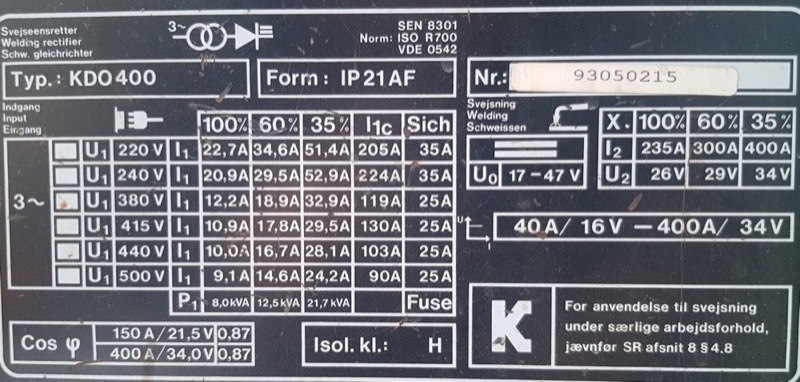 Svejseensretter
Welding rectifier
Schw. gleichrichter
3~
SEN 8301
Norm: ISO R700
VDE 0542
Typ.: KDO400
Form: IP21AF
Nr.: 93050215
Indgang
Input
Eingang
100% 60% 35% I1c Sich
3~
U1 220 V I1 22,7A 34,6A 51,4A 205A 35A
U1 240 V I1 20,9A 29,5A 52,9A 224A 35A
U1 380 V I1 12,2A 18,9A 32,9A 119A 25A
U1 415 V I1 10,9A 17,8A 29,5A 130A 25A
U1 440 V I1 10,0A 16,7A 28,1A 103A 25A
U1 500 V I1 9,1A 14,6A 24,2A 90A 25A
P1 8,0kVA 12,5kVA 21,7kVA Fuse
Svejsning
Welding
Schweissen
X. 100% 60% 35%
I2 235A 300A 400A
U0 17-47 V U2 26V 29V 34V
U I 40A/ 16V — 400A/ 34V
Cos φ
150A/21,5V 0,87
400A/34,0V 0,87
Isol. kl.: H
K
For anvendelse til svejsning
under særlige arbejdsforhold,
jævnfør SR afsnit 8 § 4.8